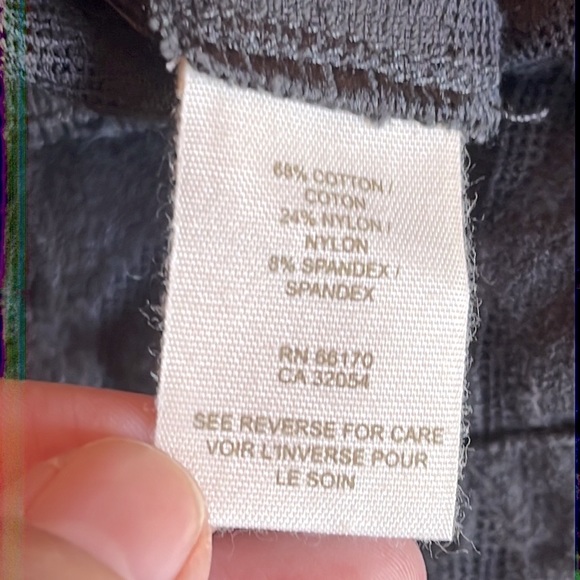 68% COTTON /
COTON
24% NYLON /
NYLON
8% SPANDEX /
SPANDEX
RN 66170
CA 32054
SEE REVERSE FOR CARE
VOIR L'INVERSE POUR
LE SOIN